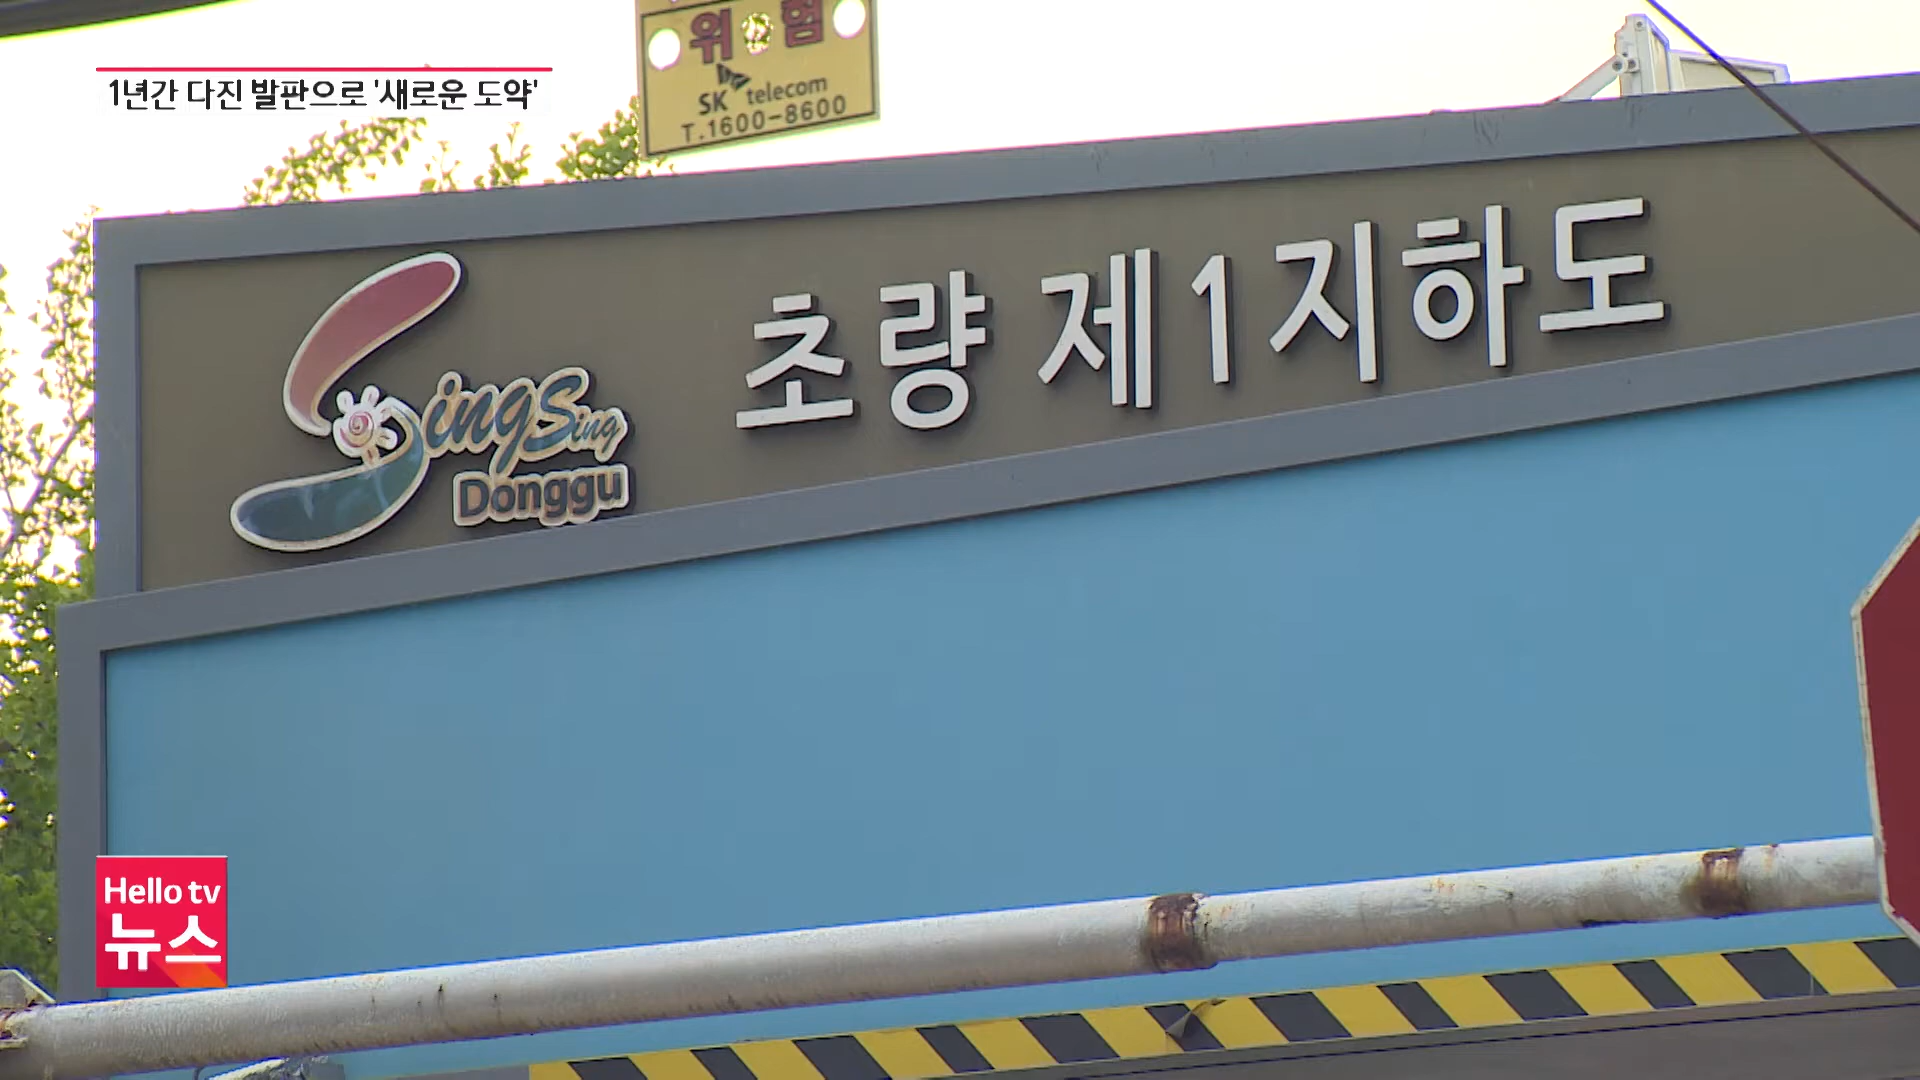 위험
SK telecom
T.1600-8600
1년간 다진 발판으로 '새로운 도약'
초량 제1지하도
SingSing
Donggu
Hello tv
뉴스